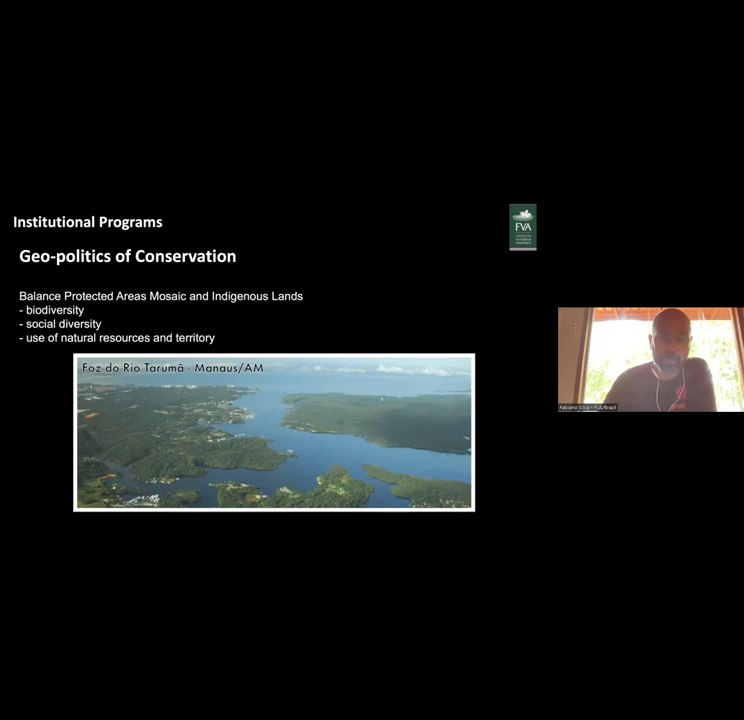 Institutional Programs
FVA
Geo-politics of Conservation
Balance Protected Areas Mosaic and Indigenous Lands
- biodiversity
- social diversity
- use of natural resources and territory
Foz do Rio Tarumã - Manaus/AM
Fabiano Silva - FVA/Brazil